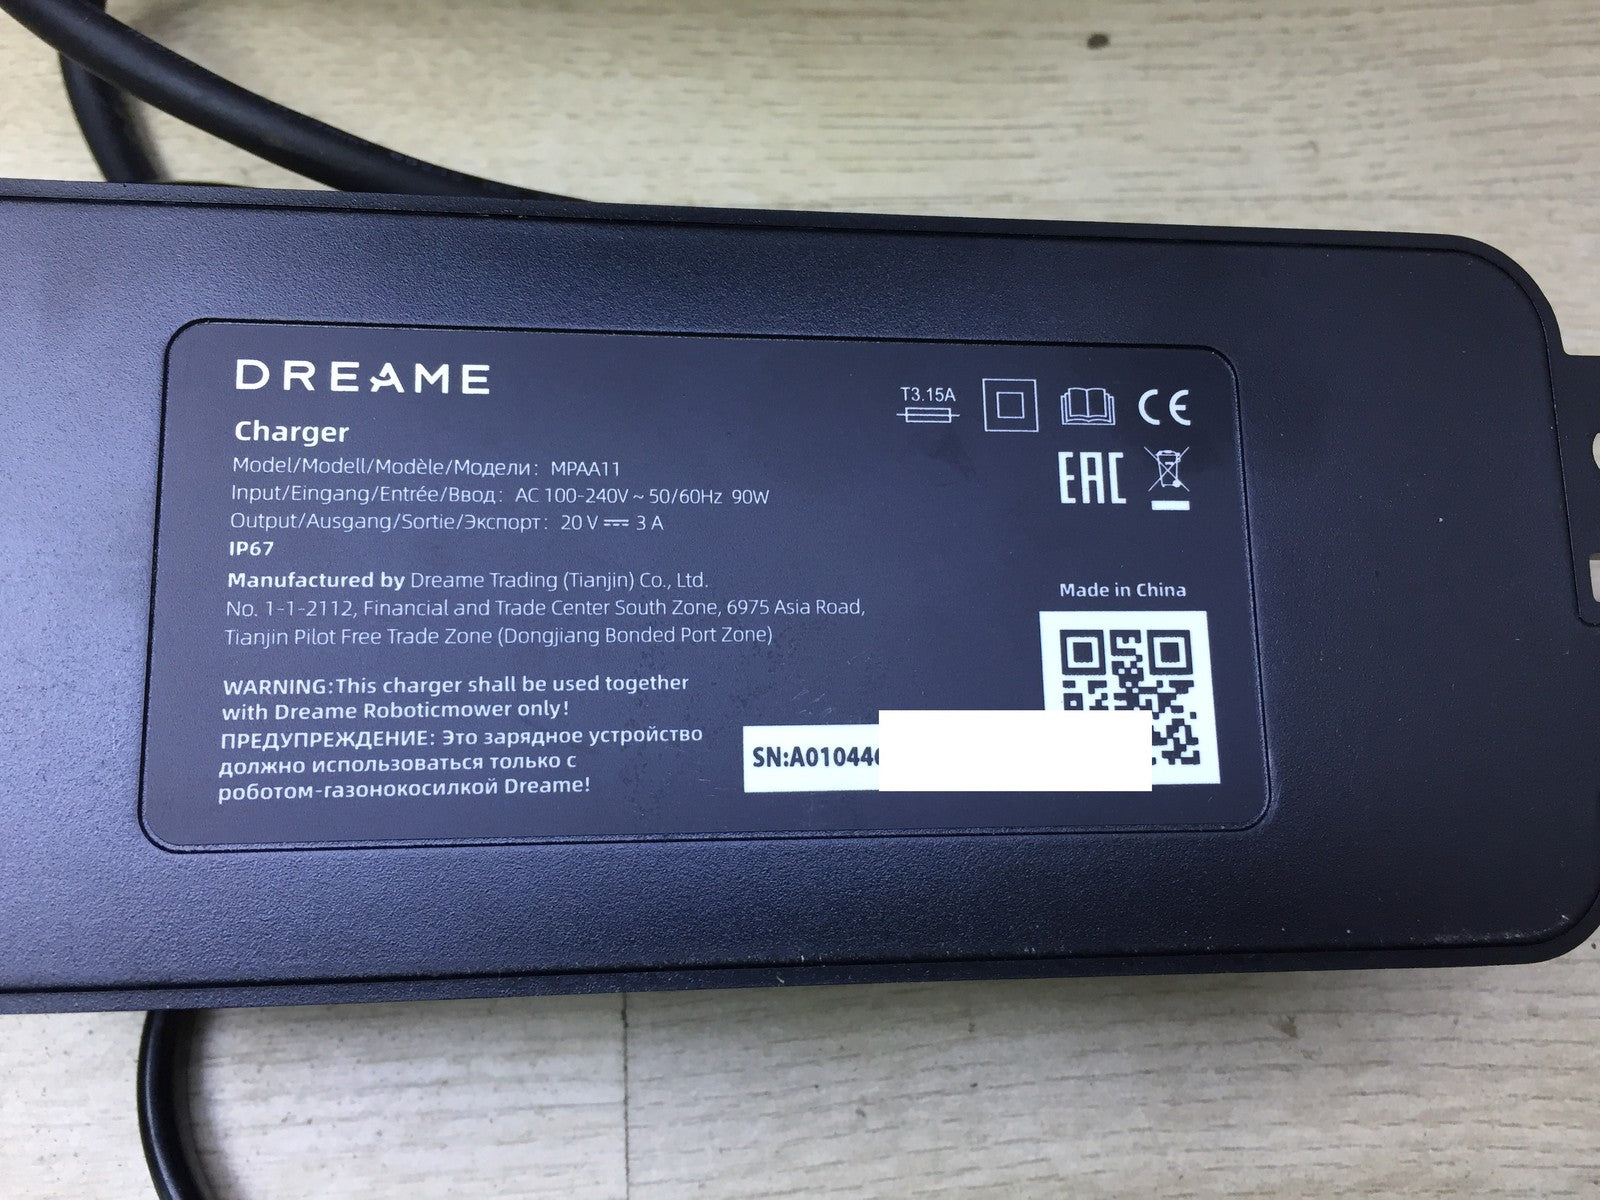 DREAME
Charger
Model/Modell/Modèle/Модели: MPAA11
Input/Eingang/Entrée/Ввод: AC 100-240V ~ 50/60Hz 90W
Output/Ausgang/Sortie/Экспорт: 20 V ⎓ 3 A
IP67
Manufactured by Dreame Trading (Tianjin) Co., Ltd.
No. 1-1-2112, Financial and Trade Center South Zone, 6975 Asia Road,
Tianjin Pilot Free Trade Zone (Dongjiang Bonded Port Zone)
WARNING:This charger shall be used together
with Dreame Roboticmower only!
ПРЕДУПРЕЖДЕНИЕ: Это зарядное устройство
должно использоваться только с
роботом-газонокосилкой Dreame!
T3.15A
CE
EAC
Made in China
SN:A01044